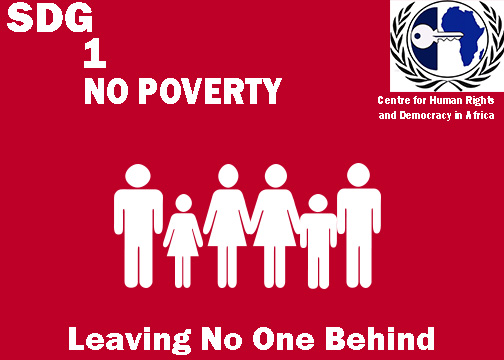 SDG
1
NO POVERTY
Centre for Human Rights
and Democracy in Africa
Leaving No One Behind